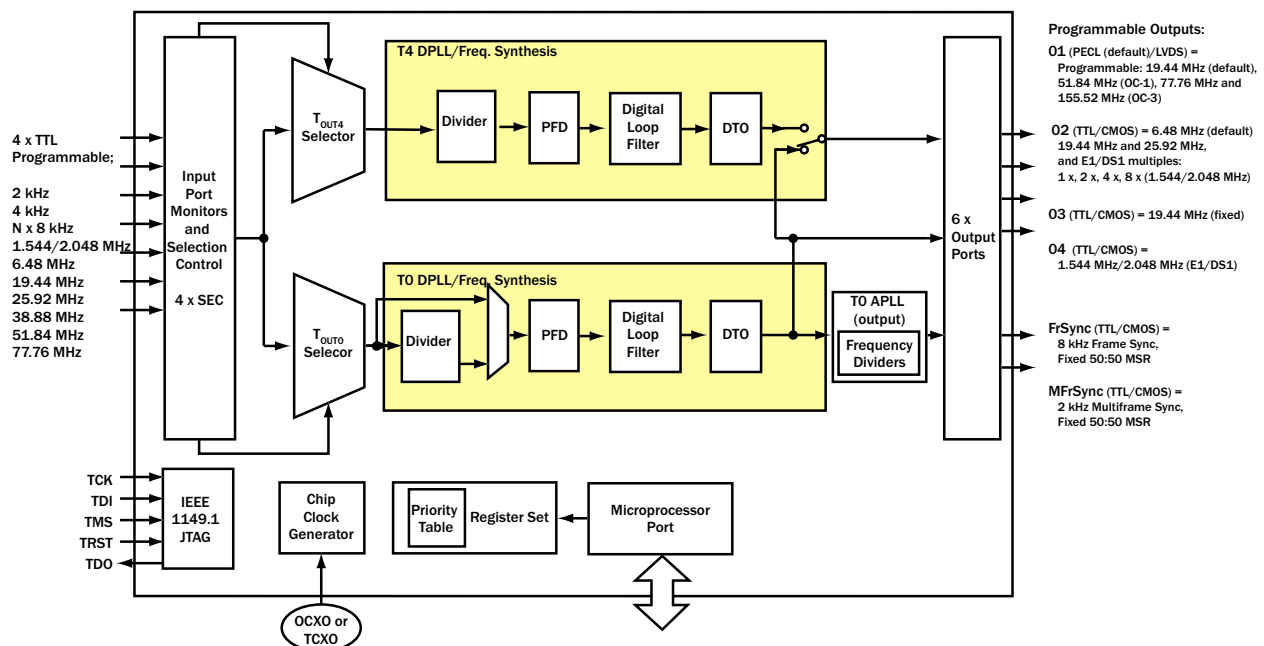 4 x TTL
Programmable;
2 kHz
4 kHz
N x 8 kHz
1.544/2.048 MHz
6.48 MHz
19.44 MHz
25.92 MHz
38.88 MHz
51.84 MHz
77.76 MHz
Input
Port
Monitors
and
Selection
Control
4 x SEC
TOUT4
Selector
T4 DPLL/Freq. Synthesis
Divider
PFD
Digital
Loop
Filter
DTO
TOUT0
Selecor
T0 DPLL/Freq. Synthesis
Divider
PFD
Digital
Loop
Filter
DTO
T0 APLL
(output)
Frequency
Dividers
6 x
Output
Ports
Programmable Outputs:
01 (PECL (default)/LVDS) =
Programmable: 19.44 MHz (default),
51.84 MHz (OC-1), 77.76 MHz and
155.52 MHz (OC-3)
02 (TTL/CMOS) = 6.48 MHz (default)
19.44 MHz and 25.92 MHz,
and E1/DS1 multiples:
1 x, 2 x, 4 x, 8 x (1.544/2.048 MHz)
03 (TTL/CMOS) = 19.44 MHz (fixed)
04 (TTL/CMOS) =
1.544 MHz/2.048 MHz (E1/DS1)
FrSync (TTL/CMOS) =
8 kHz Frame Sync,
Fixed 50:50 MSR
MFrSync (TTL/CMOS) =
2 kHz Multiframe Sync,
Fixed 50:50 MSR
TCK
TDI
TMS
TRST
TDO
IEEE
1149.1
JTAG
Chip
Clock
Generator
OCXO or
TCXO
Priority
Table
Register Set
Microprocessor
Port